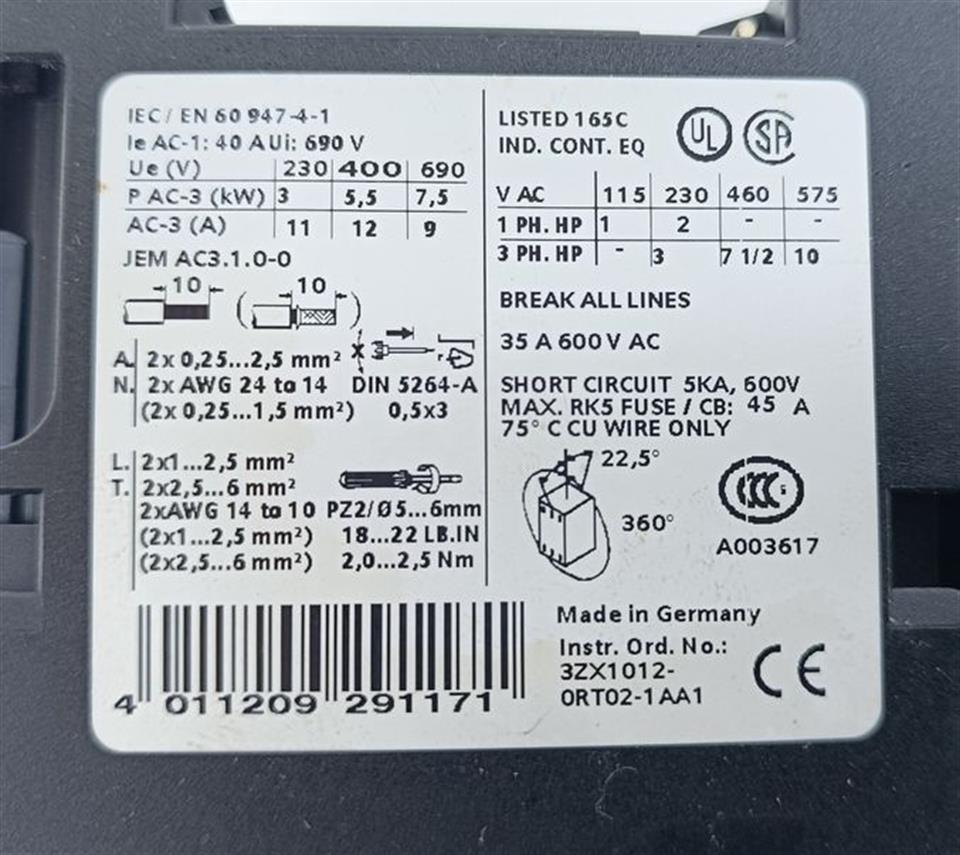 IEC/ EN 60 947-4-1
Ie AC-1: 40 A Ui: 690 V
Ue (V) 230 400 690
P AC-3 (kW) 3 5,5 7,5
AC-3 (A) 11 12 9
JEM AC3.1.0-0
10 ( 10 )
A. 2x 0,25...2,5 mm²
N. 2x AWG 24 to 14 DIN 5264-A
(2x 0,25...1,5 mm²) 0,5x3
L. 2x1...2,5 mm²
T. 2x2,5...6 mm²
2xAWG 14 to 10 PZ2/Ø5...6mm
(2x1...2,5 mm²) 18...22 LB.IN
(2x2,5...6 mm²) 2,0...2,5 Nm
LISTED 165C
IND. CONT. EQ
UL
SA
V AC 115 230 460 575
1 PH. HP 1 2 - -
3 PH. HP - 3 7 1/2 10
BREAK ALL LINES
35 A 600 V AC
SHORT CIRCUIT 5KA, 600V
MAX. RK5 FUSE / CB: 45 A
75° C CU WIRE ONLY
22,5°
360°
CCC
A003617
4 011209 291171
Made in Germany
Instr. Ord. No.:
3ZX1012-
0RT02-1AA1
CE